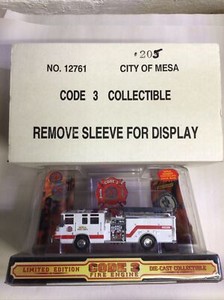 #205
NO. 12761 CITY OF MESA
CODE 3 COLLECTIBLE
REMOVE SLEEVE FOR DISPLAY
LIMITED EDITION CODE 3 DIE-CAST COLLECTIBLE
FIRE ENGINE